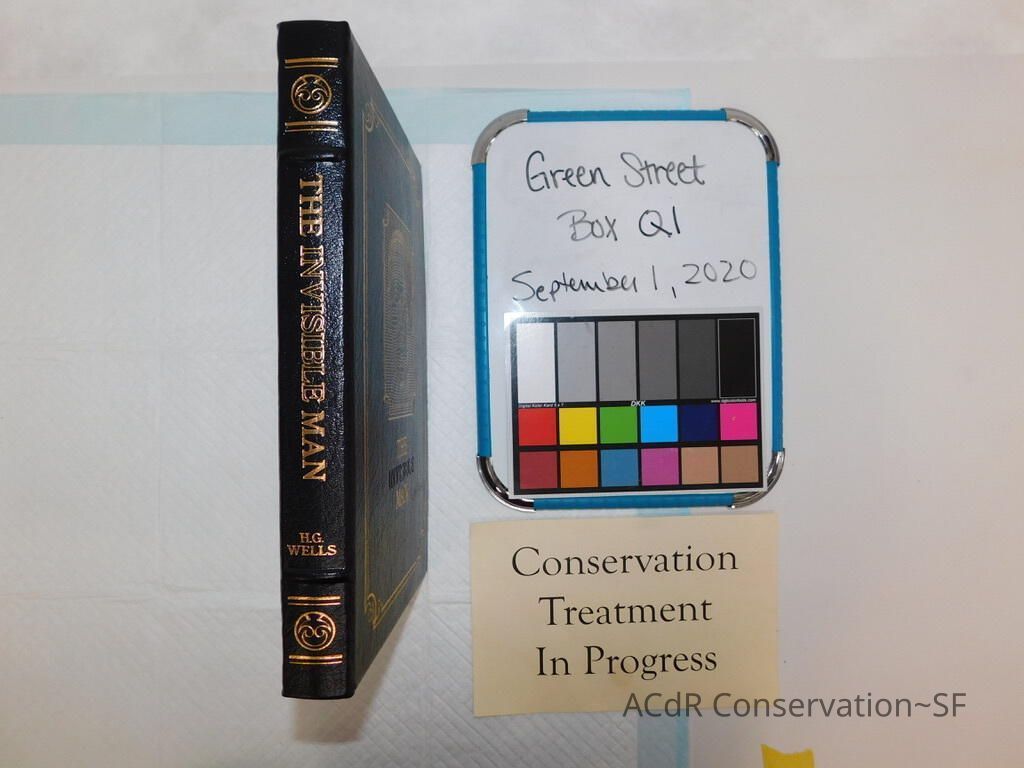 THE INVISIBLE MAN
H.G.
WELLS
THE
INVISIBLE
MAN
Green Street
Box Q1
September 1, 2020
DKK
Conservation
Treatment
In Progress
ACdR Conservation~SF